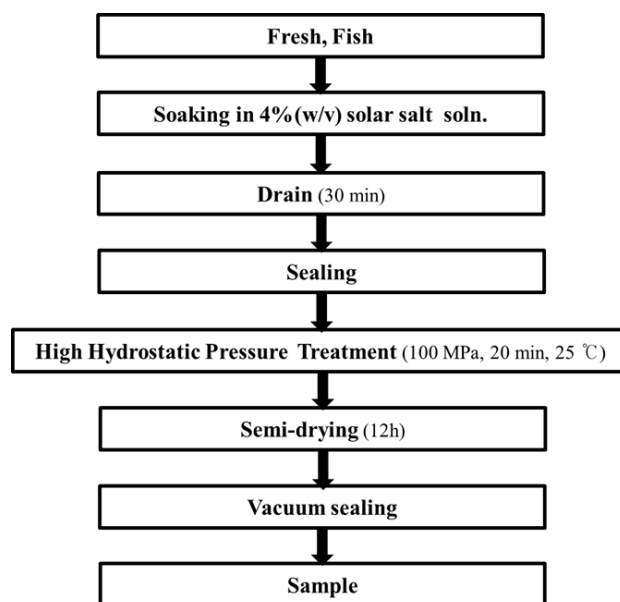 Fresh, Fish
Soaking in 4%(w/v) solar salt soln.
Drain (30 min)
Sealing
High Hydrostatic Pressure Treatment (100 MPa, 20 min, 25 ℃)
Semi-drying (12h)
Vacuum sealing
Sample